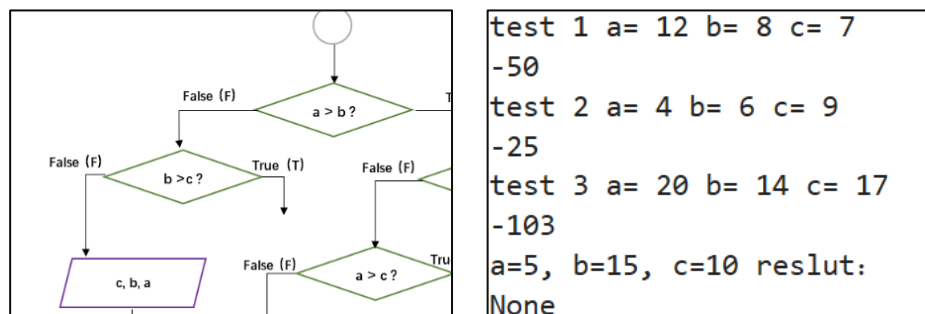 False (F)
a > b ?
T
False (F)
b >c ?
True (T)
False (F)
c, b, a
False (F)
a > c ?
Tru
test 1 a= 12 b= 8 c= 7
-50
test 2 a= 4 b= 6 c= 9
-25
test 3 a= 20 b= 14 c= 17
-103
a=5, b=15, c=10 reslut:
None